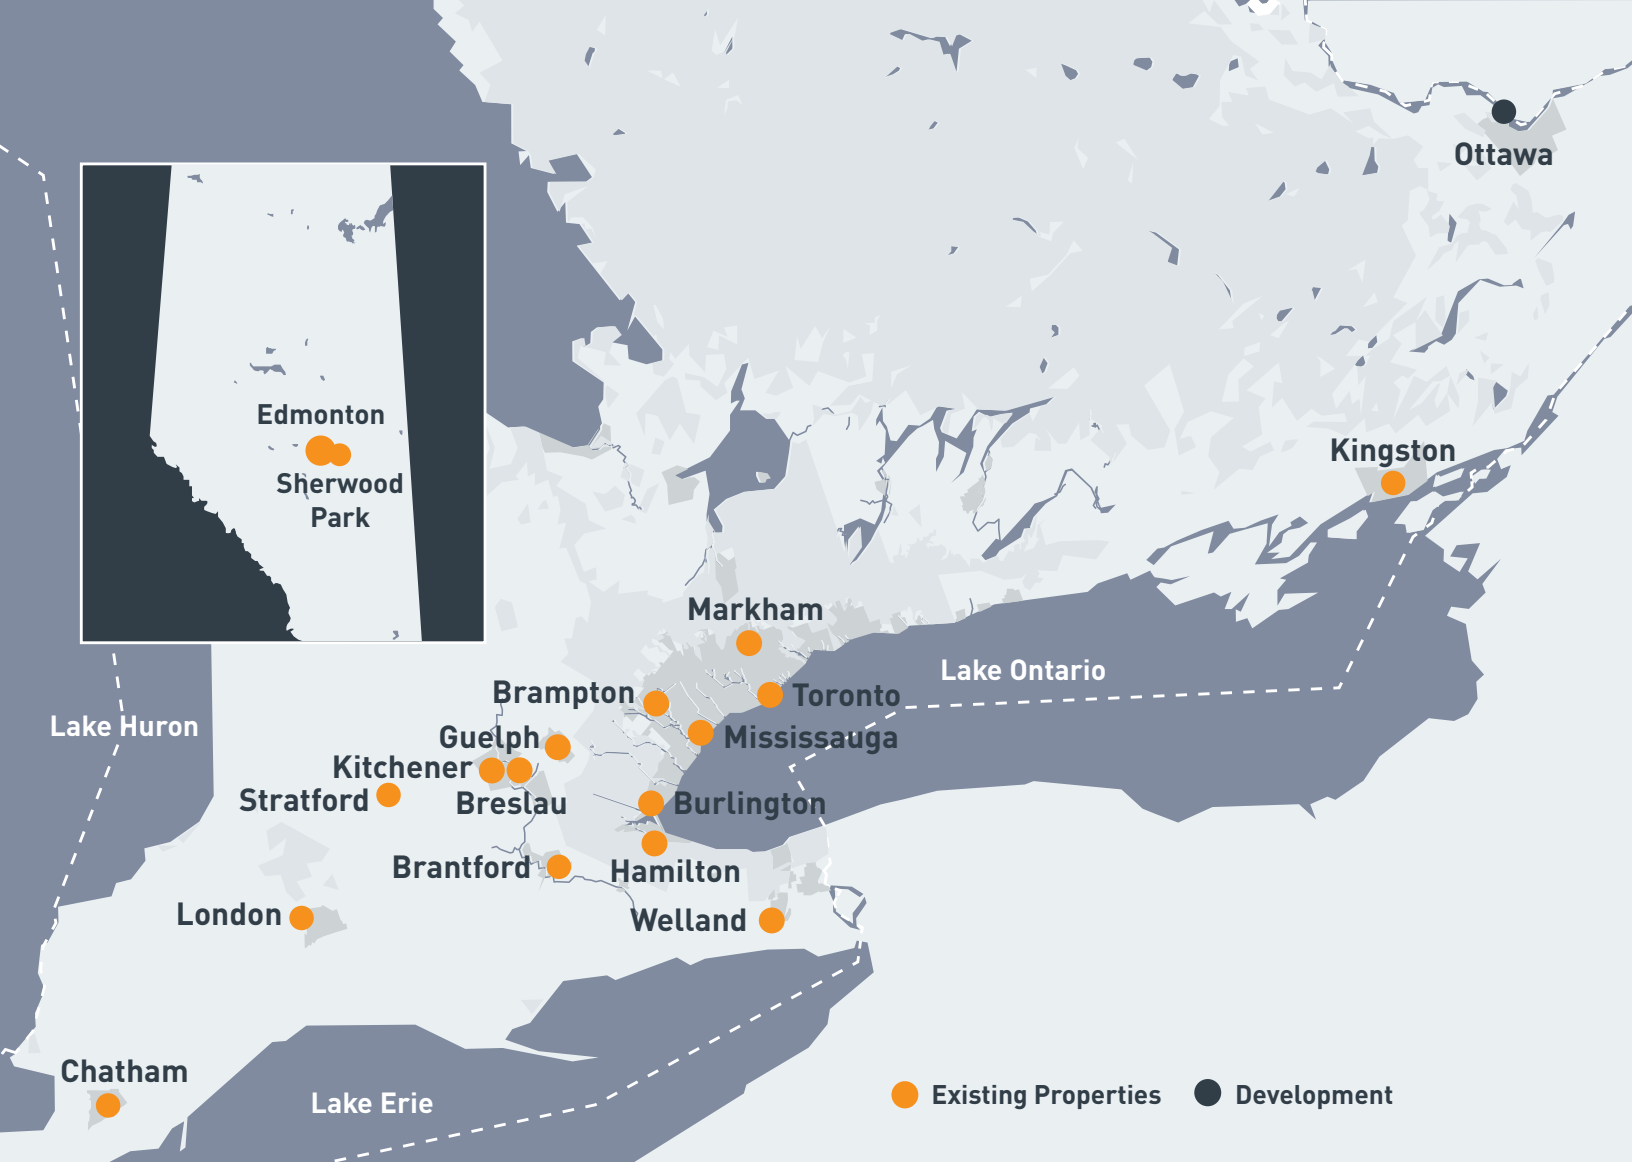 Ottawa
Edmonton
Sherwood
Park
Kingston
Markham
Lake Ontario
Brampton
Toronto
Lake Huron
Guelph
Mississauga
Kitchener
Stratford
Breslau
Burlington
Brantford
Hamilton
London
Welland
Chatham
Lake Erie
Existing Properties
Development